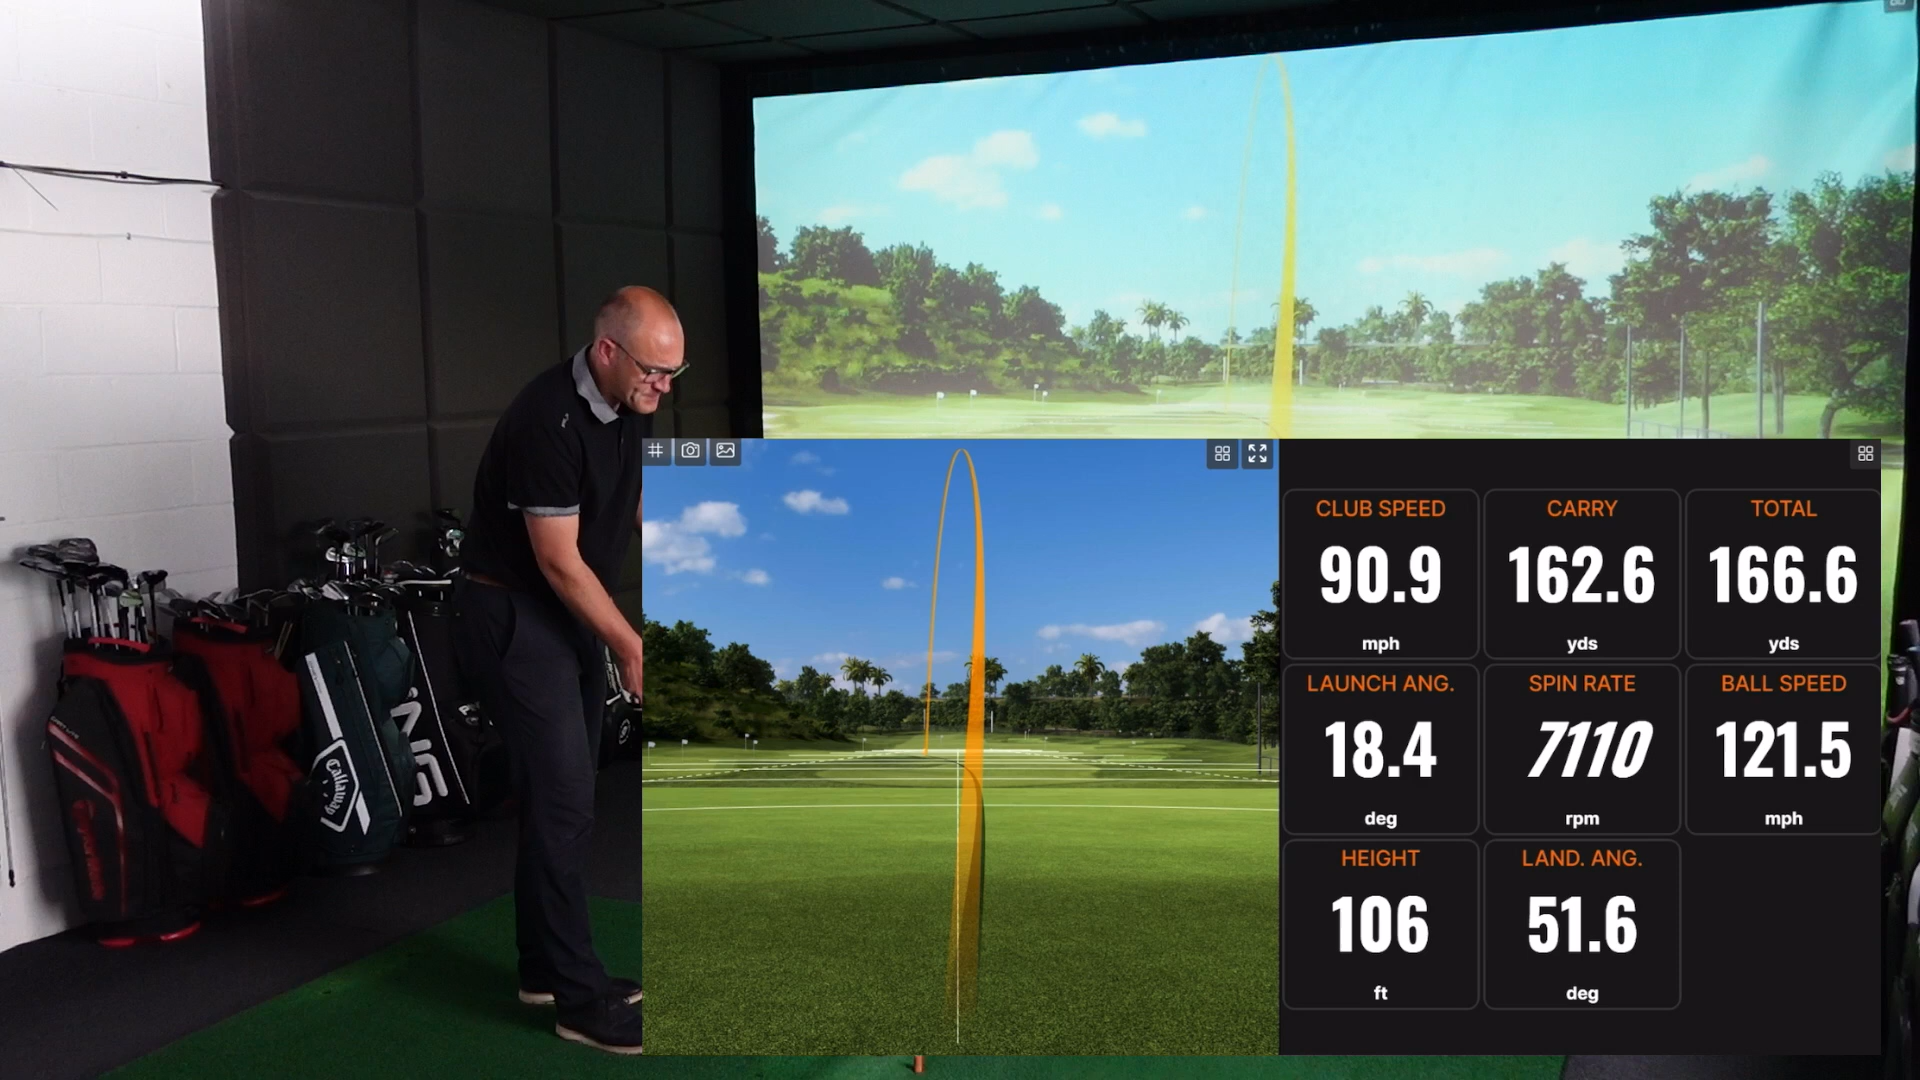 CLUB SPEED
90.9
mph
CARRY
162.6
yds
TOTAL
166.6
yds
LAUNCH ANG.
18.4
deg
SPIN RATE
7110
rpm
BALL SPEED
121.5
mph
HEIGHT
106
ft
LAND. ANG.
51.6
deg
Callaway
PING